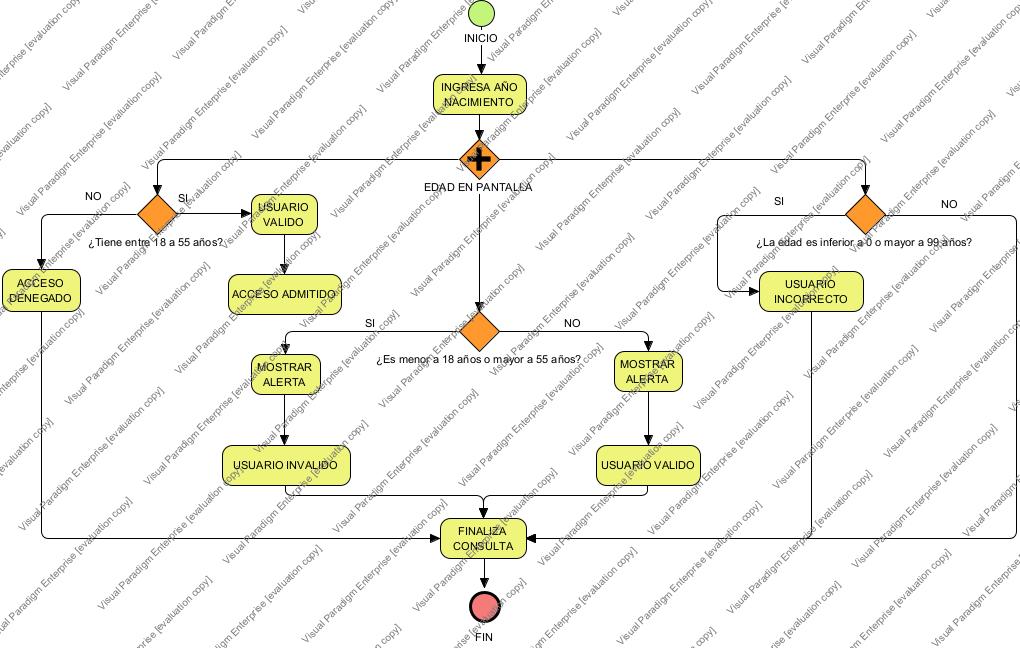 INICIO
INGRESA AÑO
NACIMIENTO
EDAD EN PANTALLA
NO
SI
USUARIO
VALIDO
¿Tiene entre 18 a 55 años?
ACCESO
DENEGADO
ACCESO ADMITIDO
SI
NO
¿La edad es inferior a 0 o mayor a 99 años?
USUARIO
INCORRECTO
SI
NO
¿Es menor a 18 años o mayor a 55 años?
MOSTRAR
ALERTA
MOSTRAR
ALERTA
USUARIO INVALIDO
USUARIO VALIDO
FINALIZA
CONSULTA
FIN
Visual Paradigm Enterprise [evaluation copy]